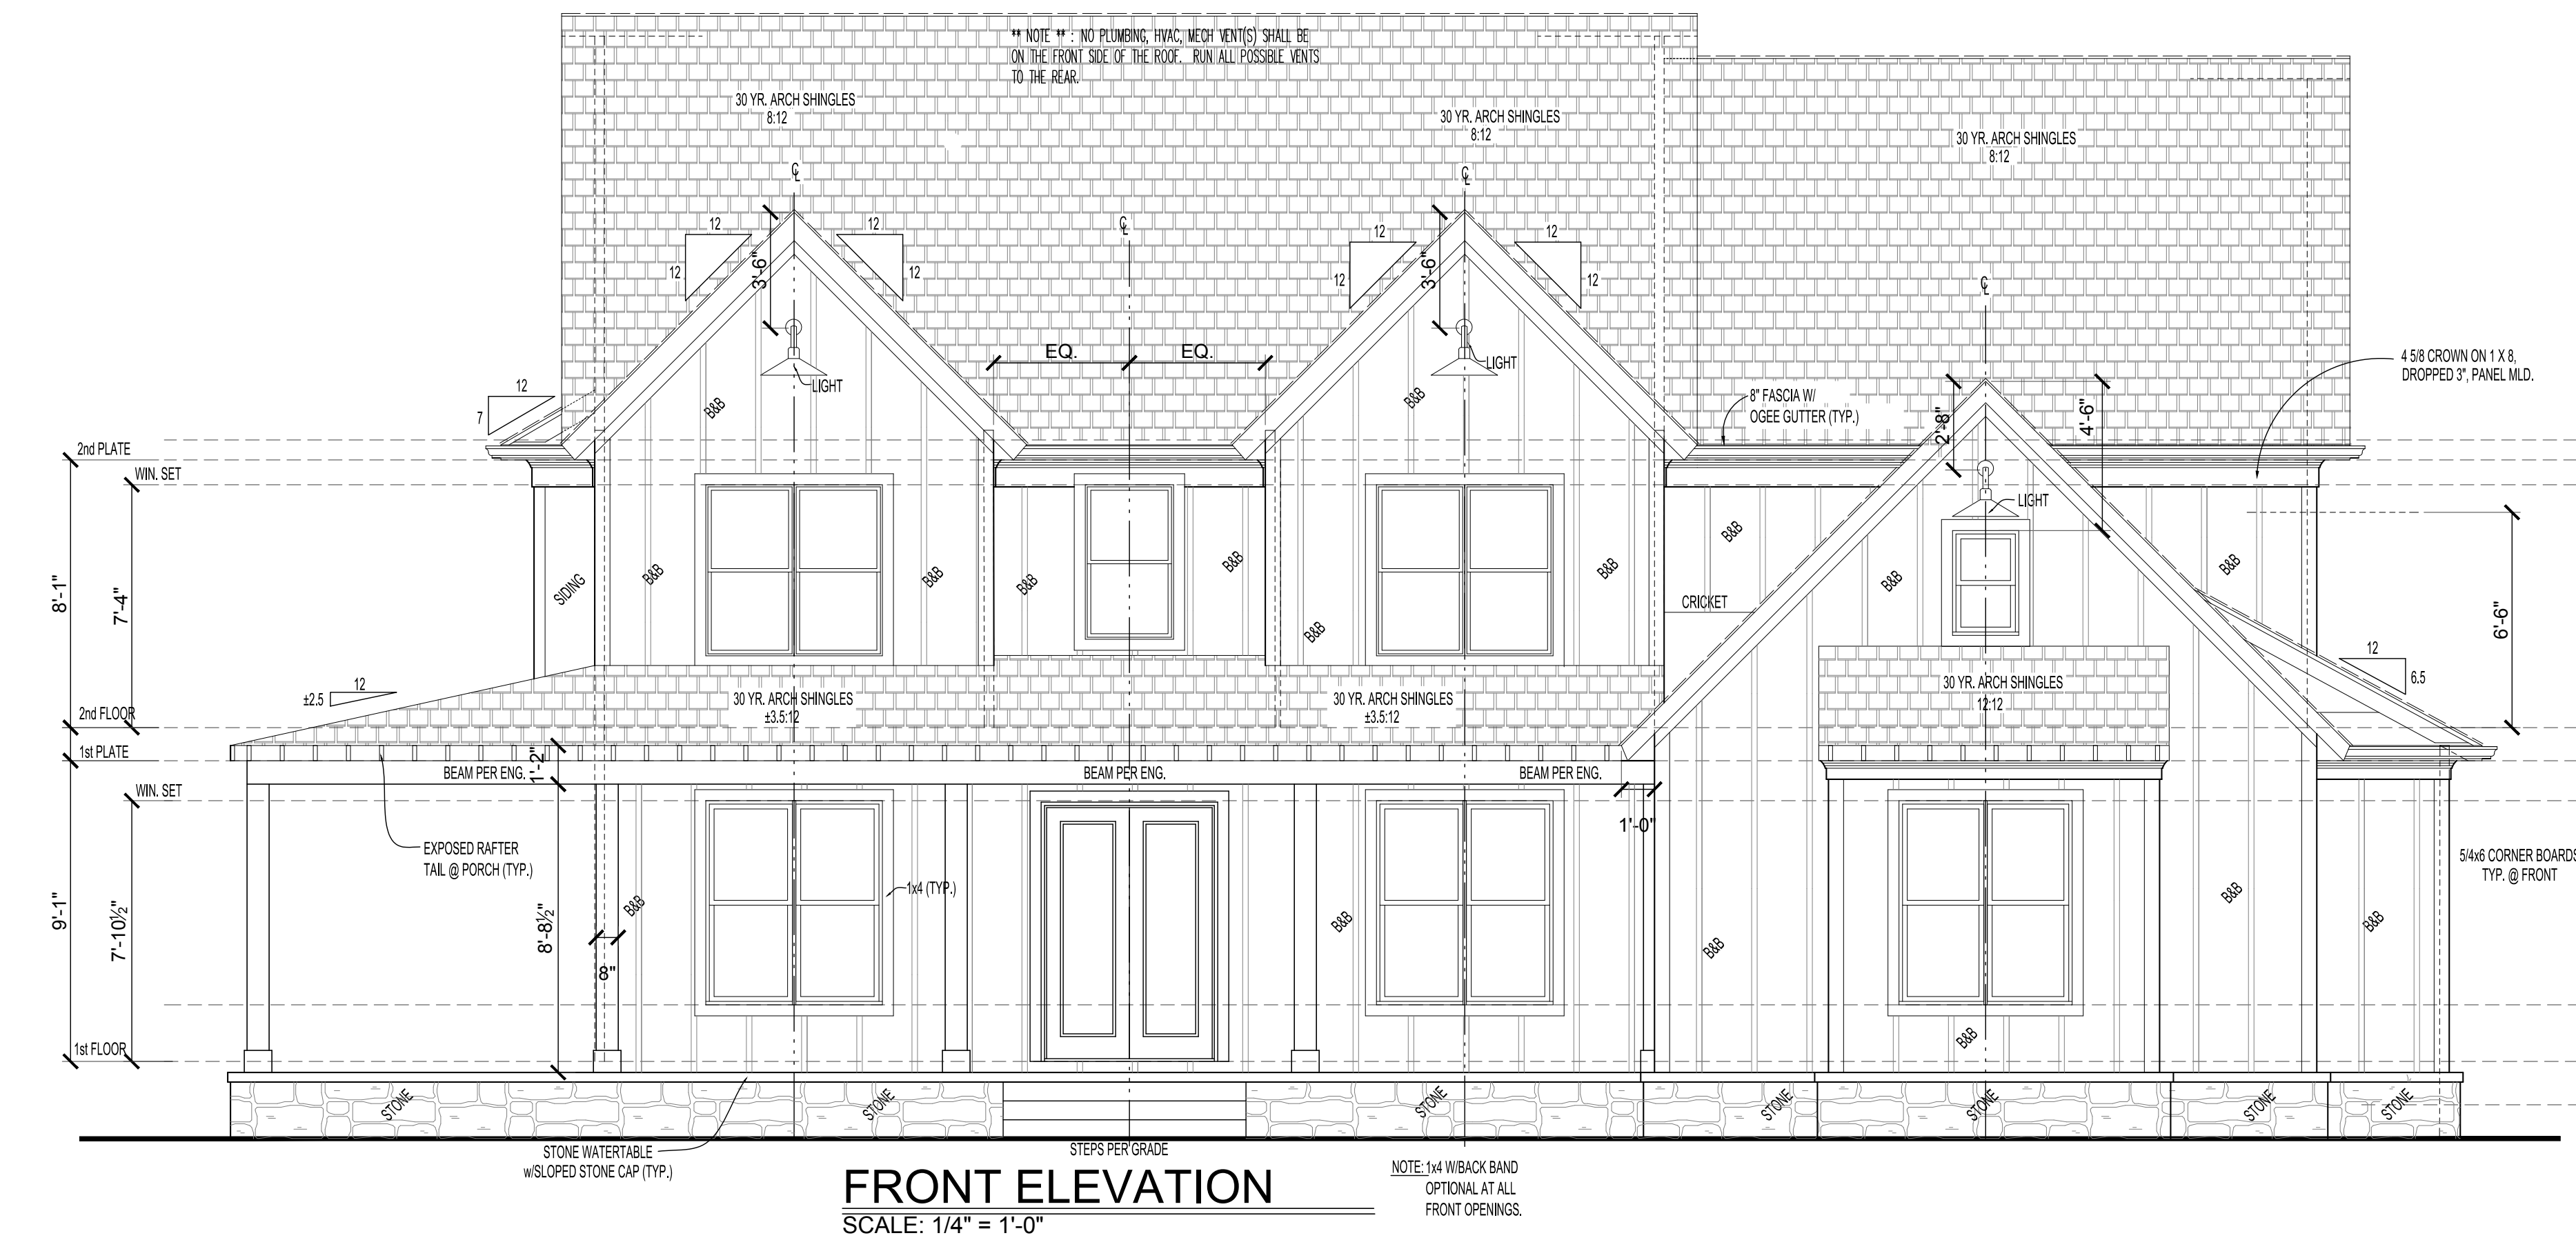 ** NOTE ** : NO PLUMBING, HVAC, MECH VENT(S) SHALL BE
ON THE FRONT SIDE OF THE ROOF. RUN ALL POSSIBLE VENTS
TO THE REAR.
30 YR. ARCH SHINGLES
8:12
30 YR. ARCH SHINGLES
8:12
30 YR. ARCH SHINGLES
8:12
℄
℄
℄
℄
12
12
12
12
3'-6"
12
12
12
12
3'-6"
EQ.
EQ.
LIGHT
LIGHT
B&B
B&B
4 5/8 CROWN ON 1 X 8,
DROPPED 3", PANEL MLD.
8" FASCIA W/
OGEE GUTTER (TYP.)
2'-8"
4'-6"
12
7
2nd PLATE
WIN. SET
8'-1"
7'-4"
SIDING
B&B
B&B
B&B
B&B
B&B
B&B
B&B
B&B
B&B
LIGHT
CRICKET
6'-6"
12
6.5
12
±2.5
30 YR. ARCH SHINGLES
±3.5:12
30 YR. ARCH SHINGLES
±3.5:12
30 YR. ARCH SHINGLES
12:12
2nd FLOOR
1st PLATE
BEAM PER ENG.
1'-2"
BEAM PER ENG.
BEAM PER ENG.
WIN. SET
1'-0"
EXPOSED RAFTER
TAIL @ PORCH (TYP.)
5/4x6 CORNER BOARDS
TYP. @ FRONT
1x4 (TYP.)
9'-1"
7'-10½"
8'-8½"
8"
B&B
B&B
B&B
B&B
B&B
B&B
1st FLOOR
STONE
STONE
STONE
STONE
STONE
STONE
STONE
STONE WATERTABLE
w/SLOPED STONE CAP (TYP.)
STEPS PER GRADE
FRONT ELEVATION
SCALE: 1/4" = 1'-0"
NOTE: 1x4 W/BACK BAND
OPTIONAL AT ALL
FRONT OPENINGS.